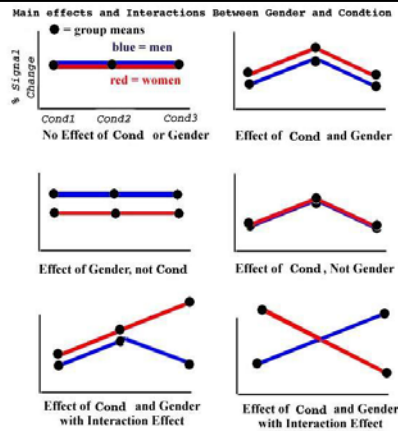 Main effects and Interactions Between Gender and Condtion
= group means
blue = men
red = women
% Signal
Change
Cond1 Cond2 Cond3
No Effect of Cond or Gender
Effect of Cond and Gender
Effect of Gender, not Cond
Effect of Cond , Not Gender
Effect of Cond and Gender
with Interaction Effect
Effect of Cond and Gender
with Interaction Effect